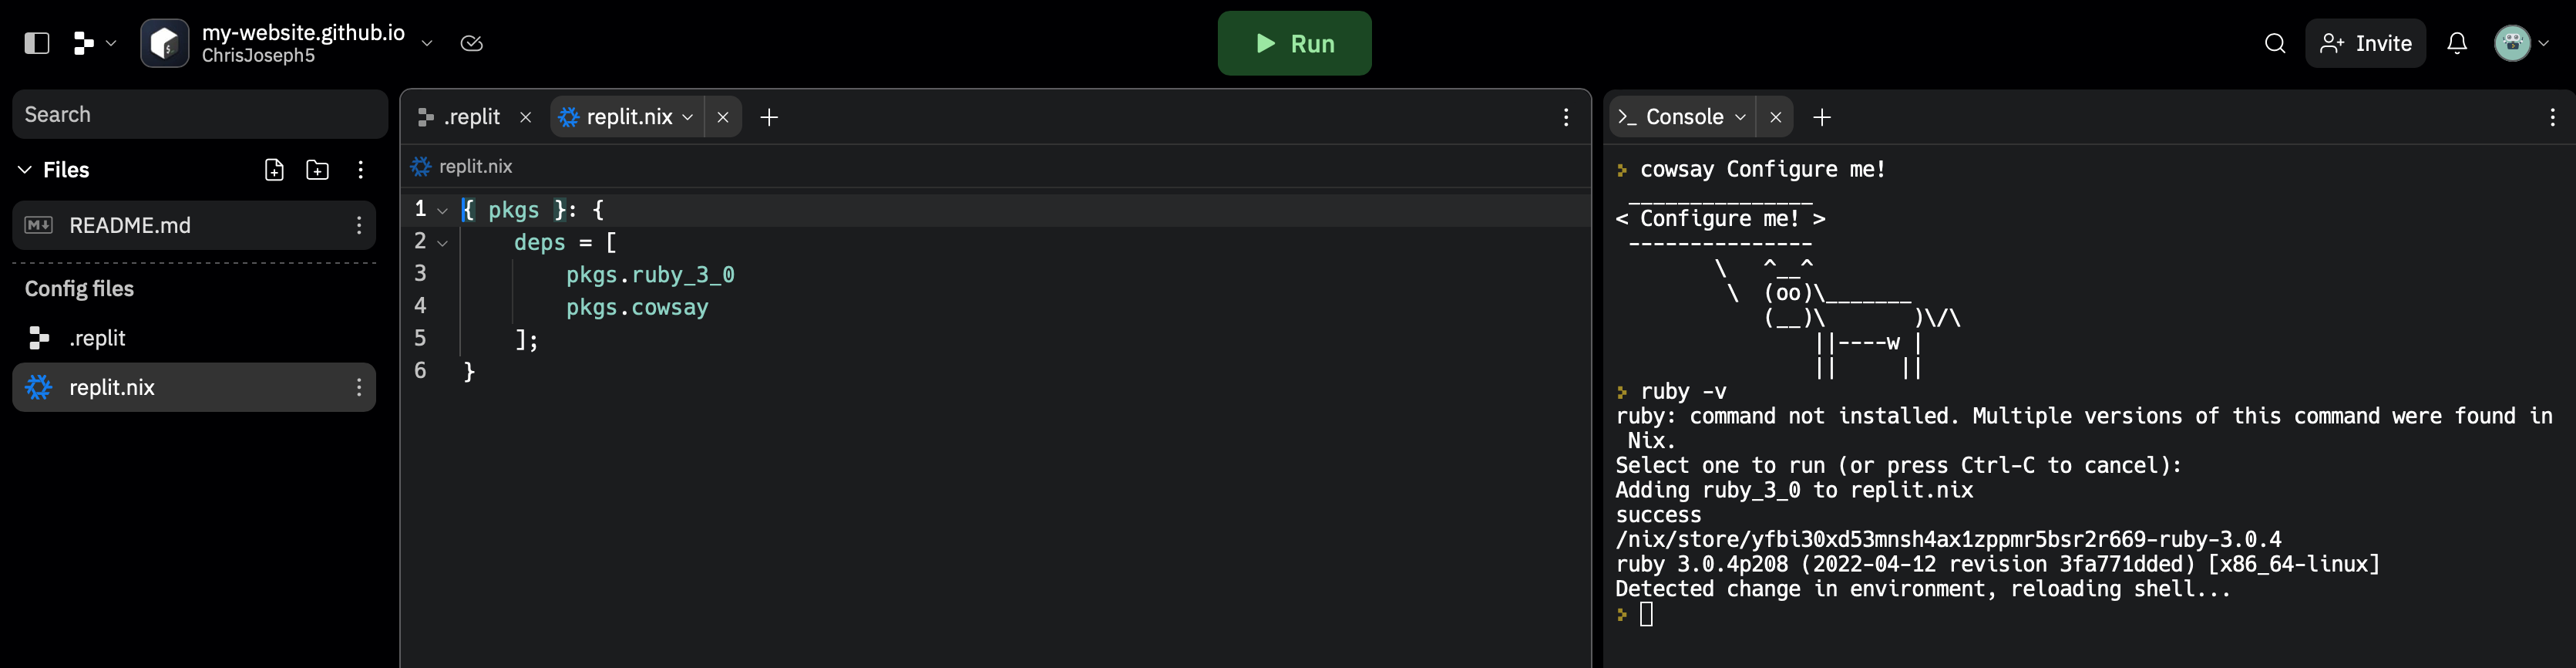 my-website.github.io
ChrisJoseph5
Run
Invite
Search
Files
README.md
Config files
.replit
replit.nix
.replit
replit.nix
replit.nix
1 { pkgs }: {
2     deps = [
3         pkgs.ruby_3_0
4         pkgs.cowsay
5     ];
6 }
>_ Console
cowsay Configure me!
 _______________
< Configure me! >
 ---------------
        \   ^__^
         \  (oo)\_______
            (__)\       )\/\
                ||----w |
                ||     ||
ruby -v
ruby: command not installed. Multiple versions of this command were found in
 Nix.
Select one to run (or press Ctrl-C to cancel):
Adding ruby_3_0 to replit.nix
success
/nix/store/yfbi30xd53mnsh4ax1zppmr5bsr2r669-ruby-3.0.4
ruby 3.0.4p208 (2022-04-12 revision 3fa771dded) [x86_64-linux]
Detected change in environment, reloading shell...